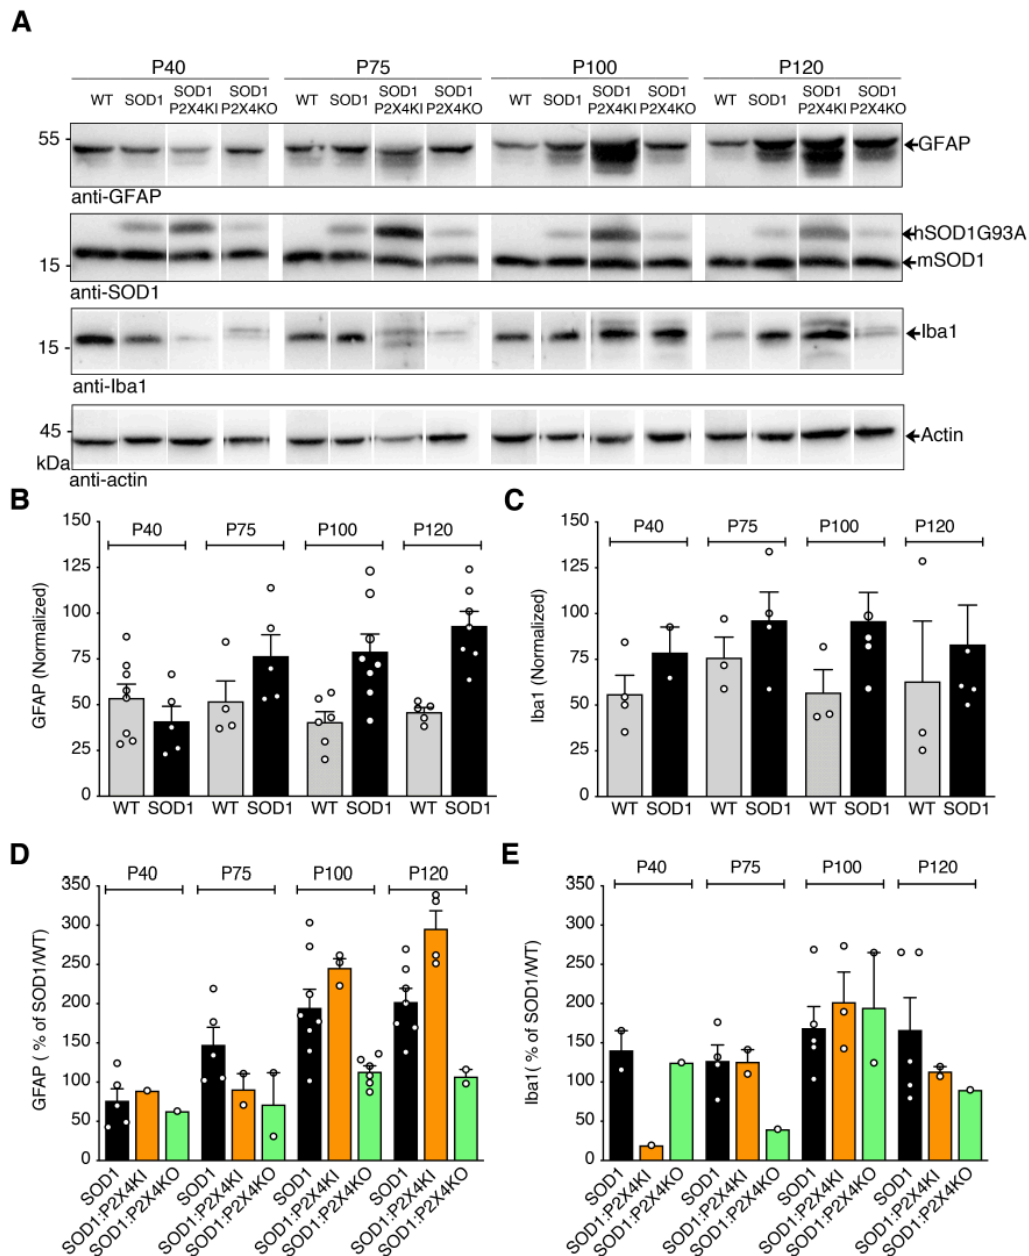 A
P40 P75 P100 P120
WT SOD1 SOD1 P2X4KI SOD1 P2X4KO WT SOD1 SOD1 P2X4KI SOD1 P2X4KO WT SOD1 SOD1 P2X4KI SOD1 P2X4KO WT SOD1 SOD1 P2X4KI SOD1 P2X4KO
55 GFAP
anti-GFAP
hSOD1G93A
15 mSOD1
anti-SOD1
15 Iba1
anti-Iba1
45 Actin
kDa
anti-actin
B
GFAP (Normalized)
150
125
100
75
50
25
0
P40 P75 P100 P120
WT SOD1 WT SOD1 WT SOD1 WT SOD1
C
Iba1 (Normalized)
150
125
100
75
50
25
0
P40 P75 P100 P120
WT SOD1 WT SOD1 WT SOD1 WT SOD1
D
GFAP ( % of SOD1/WT)
350
300
250
200
150
100
50
0
P40 P75 P100 P120
SOD1
SOD1:P2X4KI
SOD1:P2X4KO
SOD1
SOD1:P2X4KI
SOD1:P2X4KO
SOD1
SOD1:P2X4KI
SOD1:P2X4KO
SOD1
SOD1:P2X4KI
SOD1:P2X4KO
E
Iba1( % of SOD1/WT)
350
300
250
200
150
100
50
0
P40 P75 P100 P120
SOD1
SOD1:P2X4KI
SOD1:P2X4KO
SOD1
SOD1:P2X4KI
SOD1:P2X4KO
SOD1
SOD1:P2X4KI
SOD1:P2X4KO
SOD1
SOD1:P2X4KI
SOD1:P2X4KO